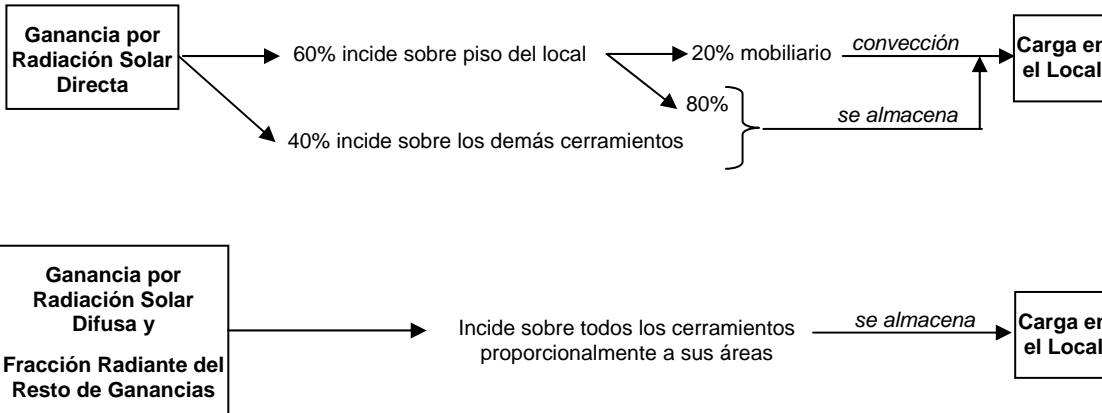 Ganancia por
Radiación Solar
Directa
60% incide sobre piso del local
20% mobiliario
convección
Carga en
el Local
80%
se almacena
40% incide sobre los demás cerramientos
Ganancia por
Radiación Solar
Difusa y
Fracción Radiante del
Resto de Ganancias
Incide sobre todos los cerramientos
proporcionalmente a sus áreas
se almacena
Carga en
el Local